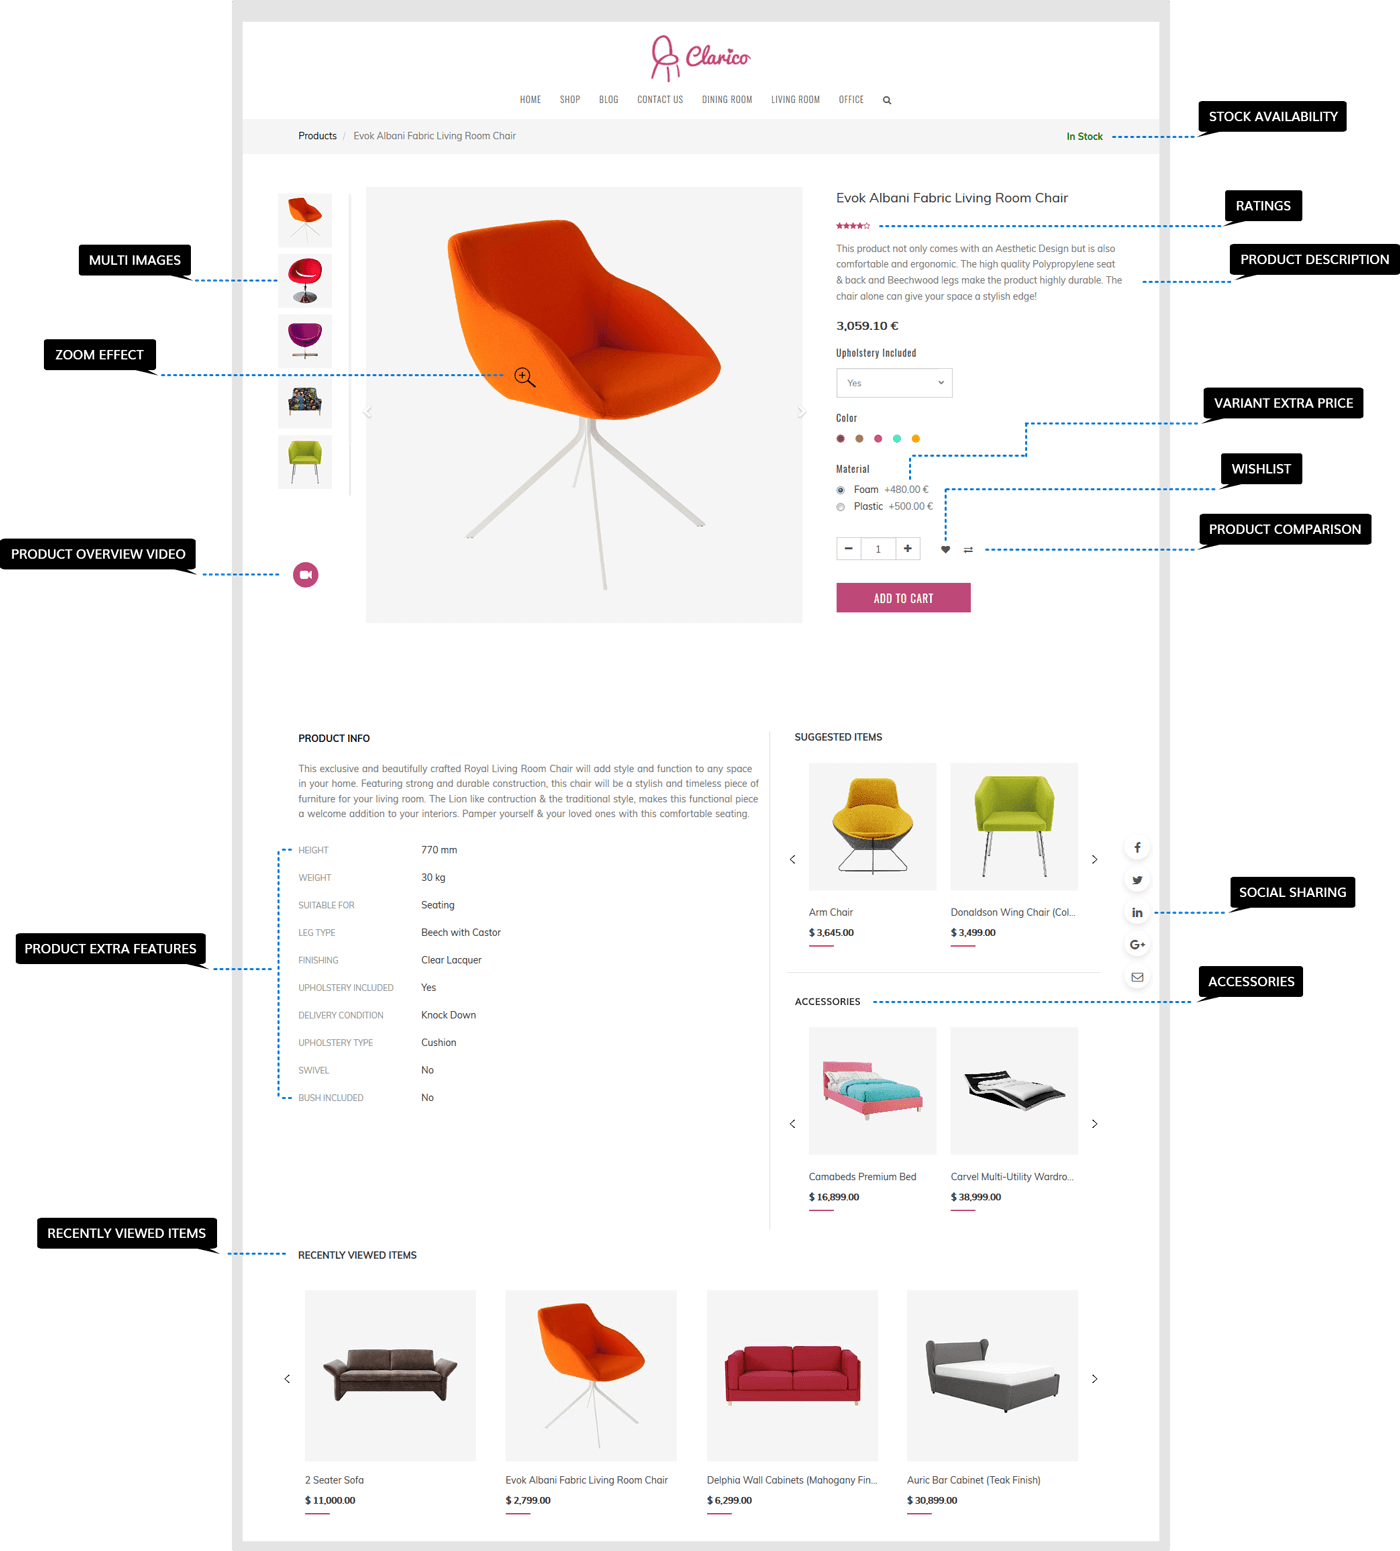 Clarico
HOME SHOP BLOG CONTACT US DINING ROOM LIVING ROOM OFFICE
Products / Evok Albani Fabric Living Room Chair
In Stock
STOCK AVAILABILITY
Evok Albani Fabric Living Room Chair
RATINGS
This product not only comes with an Aesthetic Design but is also
comfortable and ergonomic. The high quality Polypropylene seat
& back and Beechwood legs make the product highly durable. The
chair alone can give your space a stylish edge!
PRODUCT DESCRIPTION
MULTI IMAGES
ZOOM EFFECT
3,059.10 €
Upholstery Included
Yes
Color
VARIANT EXTRA PRICE
Material
Foam +480.00 €
Plastic +500.00 €
WISHLIST
1
PRODUCT COMPARISON
PRODUCT OVERVIEW VIDEO
ADD TO CART
PRODUCT INFO
This exclusive and beautifully crafted Royal Living Room Chair will add style and function to any space
in your home. Featuring strong and durable construction, this chair will be a stylish and timeless piece of
furniture for your living room. The Lion like contruction & the traditional style, makes this functional piece
a welcome addition to your interiors. Pamper yourself & your loved ones with this comfortable seating.
HEIGHT 770 mm
WEIGHT 30 kg
SUITABLE FOR Seating
LEG TYPE Beech with Castor
FINISHING Clear Lacquer
UPHOLSTERY INCLUDED Yes
DELIVERY CONDITION Knock Down
UPHOLSTERY TYPE Cushion
SWIVEL No
BUSH INCLUDED No
PRODUCT EXTRA FEATURES
SUGGESTED ITEMS
Arm Chair
$ 3,645.00
Donaldson Wing Chair (Col...
$ 3,499.00
f
in
G+
SOCIAL SHARING
ACCESSORIES
ACCESSORIES
Camabeds Premium Bed
$ 16,899.00
Carvel Multi-Utility Wardro...
$ 38,999.00
RECENTLY VIEWED ITEMS
RECENTLY VIEWED ITEMS
2 Seater Sofa
$ 11,000.00
Evok Albani Fabric Living Room Chair
$ 2,799.00
Delphia Wall Cabinets (Mahogany Fin...
$ 6,299.00
Auric Bar Cabinet (Teak Finish)
$ 30,899.00